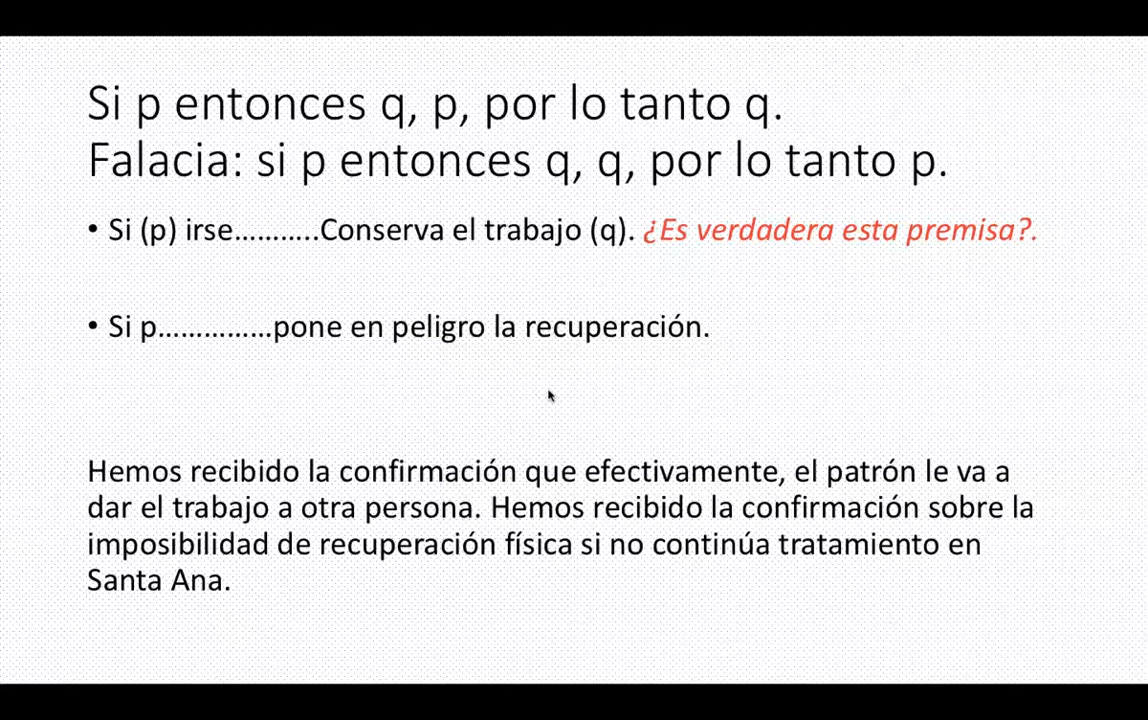 Si p entonces q, p, por lo tanto q.
Falacia: si p entonces q, q, por lo tanto p.
• Si (p) irse...........Conserva el trabajo (q). ¿Es verdadera esta premisa?.
• Si p...............pone en peligro la recuperación.
Hemos recibido la confirmación que efectivamente, el patrón le va a
dar el trabajo a otra persona. Hemos recibido la confirmación sobre la
imposibilidad de recuperación física si no continúa tratamiento en
Santa Ana.